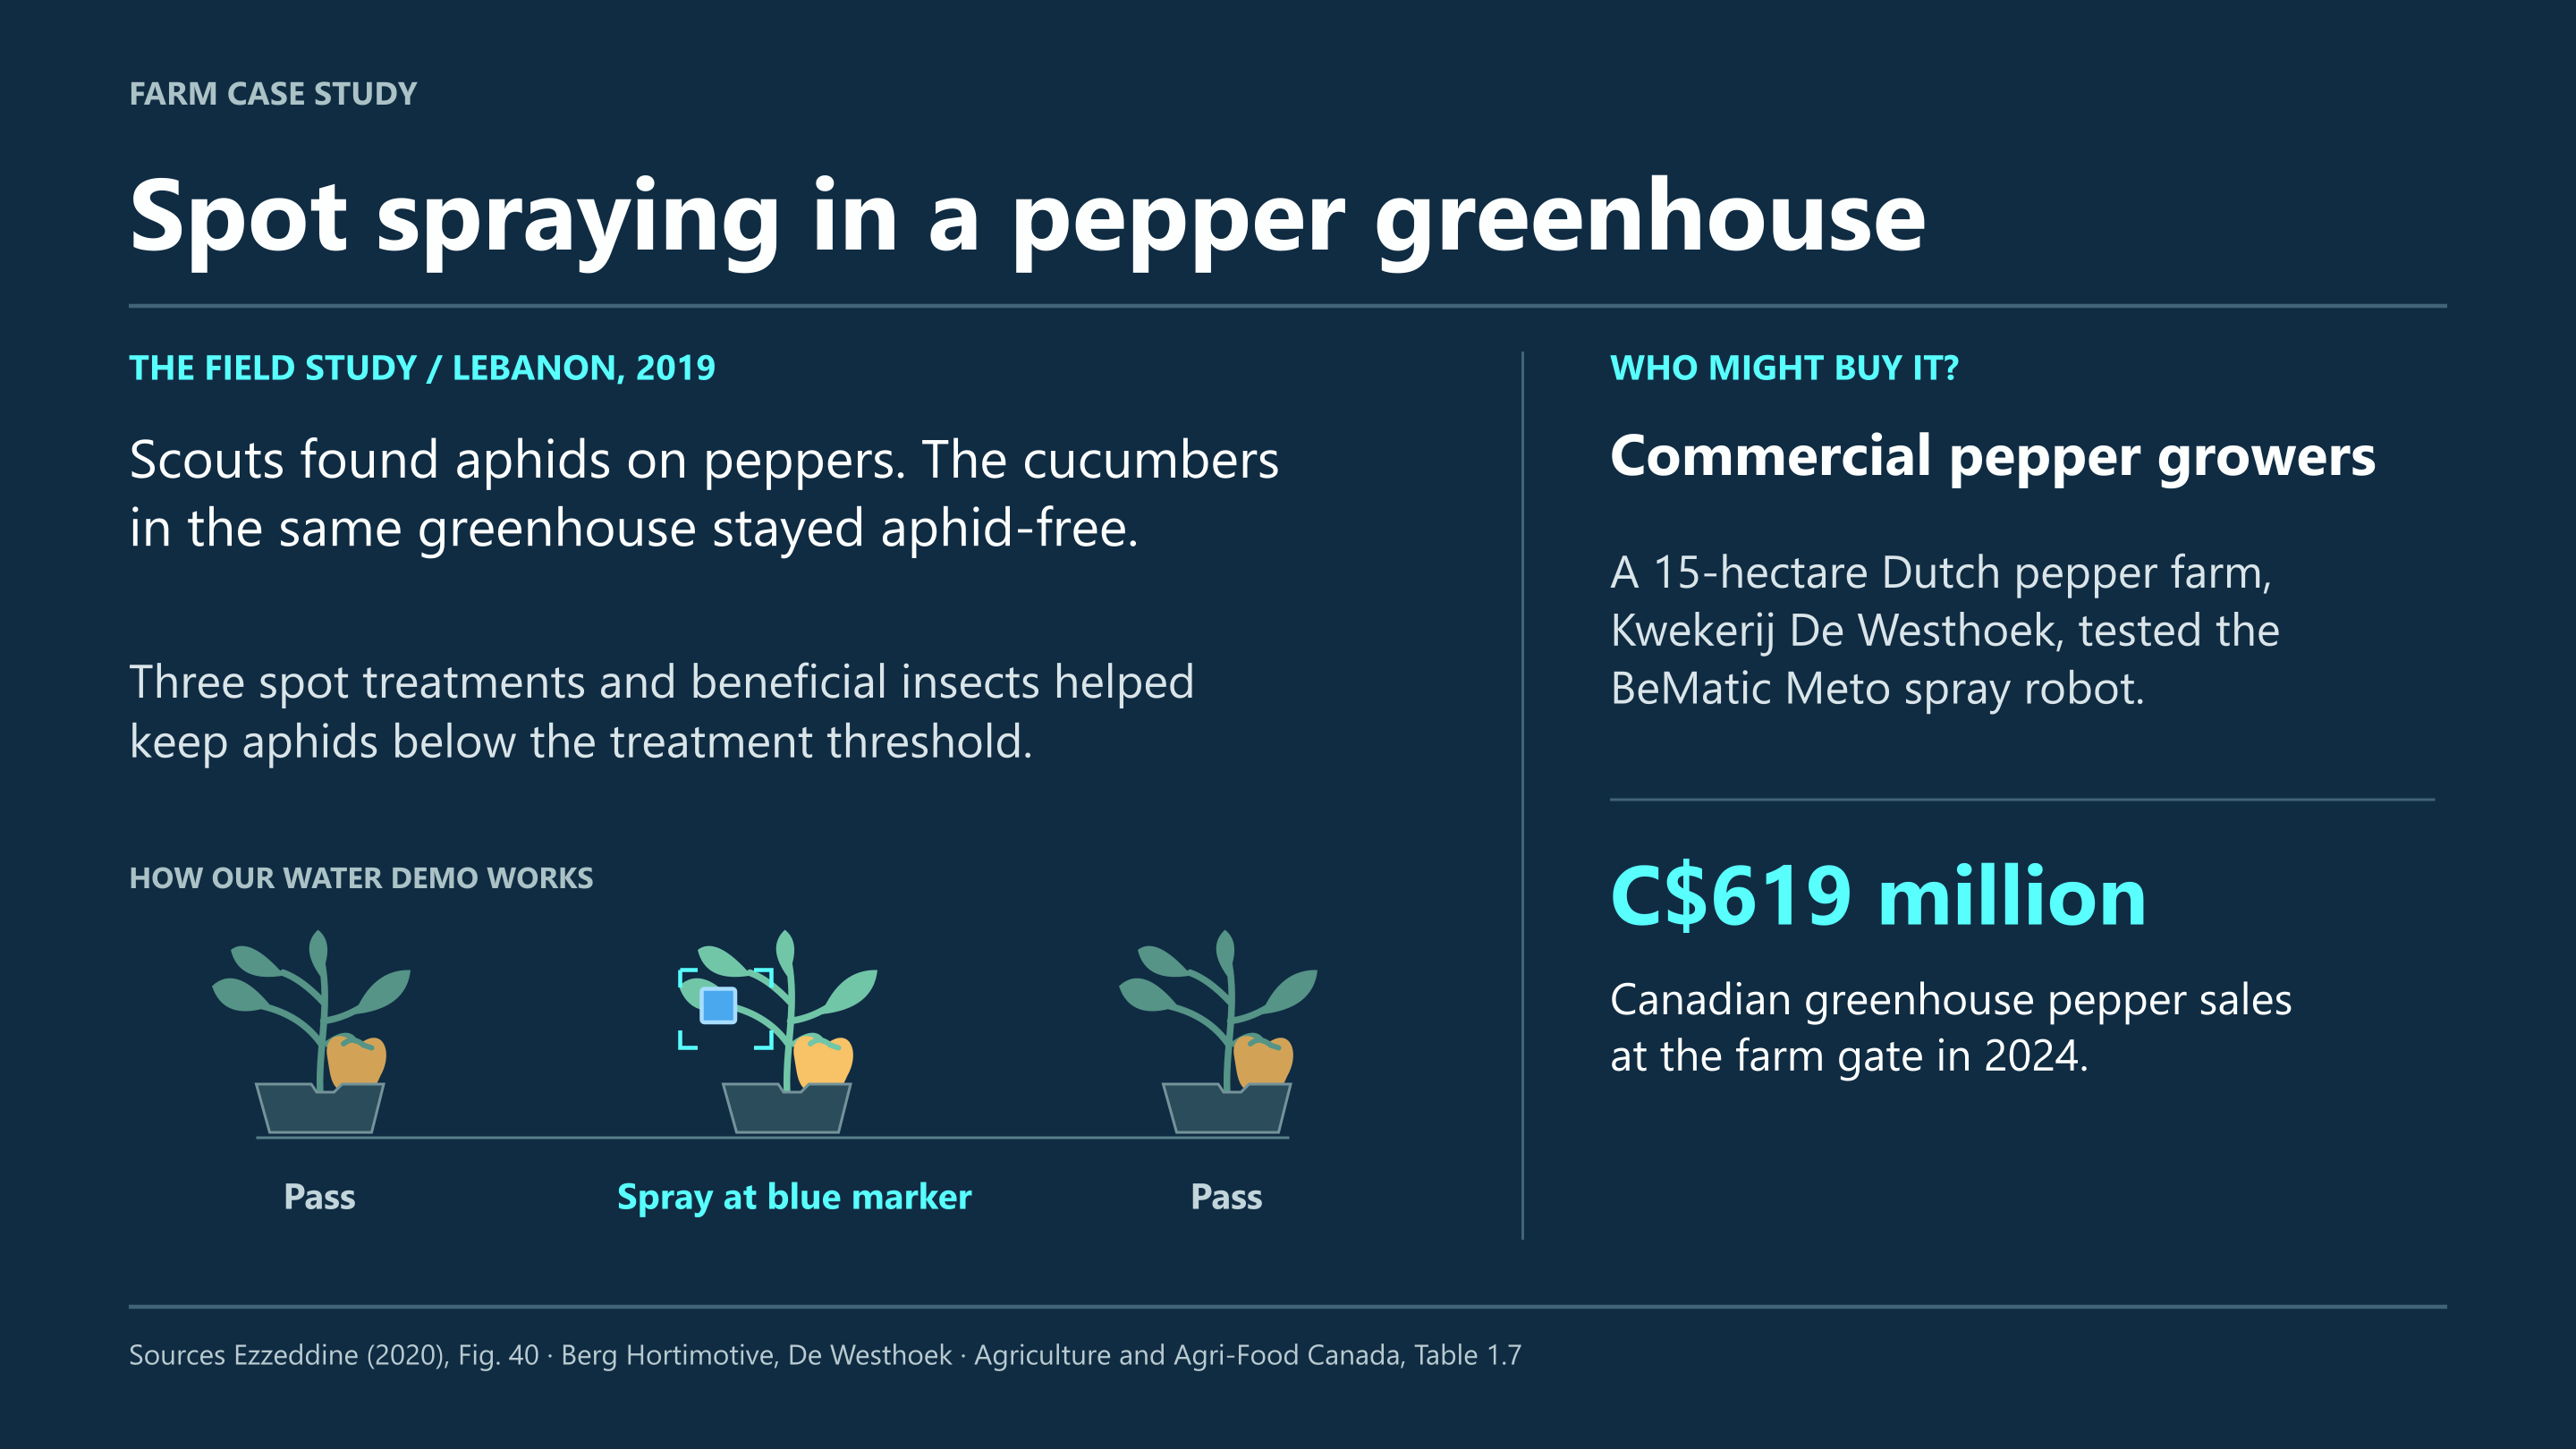 FARM CASE STUDY
Spot spraying in a pepper greenhouse
THE FIELD STUDY / LEBANON, 2019
Scouts found aphids on peppers. The cucumbers
in the same greenhouse stayed aphid-free.
Three spot treatments and beneficial insects helped
keep aphids below the treatment threshold.
HOW OUR WATER DEMO WORKS
Pass
Spray at blue marker
Pass
WHO MIGHT BUY IT?
Commercial pepper growers
A 15-hectare Dutch pepper farm,
Kwekerij De Westhoek, tested the
BeMatic Meto spray robot.
C$619 million
Canadian greenhouse pepper sales
at the farm gate in 2024.
Sources Ezzeddine (2020), Fig. 40 · Berg Hortimotive, De Westhoek · Agriculture and Agri-Food Canada, Table 1.7